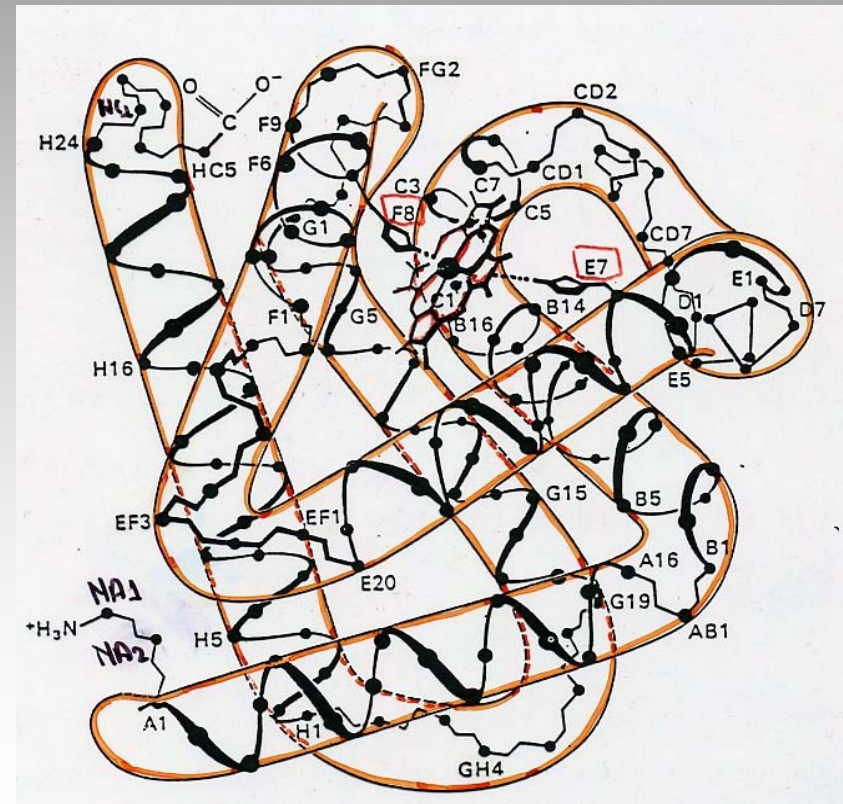 FG2
CD2
O
O⁻
C
H24
F9
HC5
F6
CD1
C7
C3
C5
F8
G1
CD7
E7
E1
D1
D7
C1
B14
F1
G5
B16
H16
E5
EF3
EF1
G15
B5
B1
A16
E20
G19
NA1
⁺H₃N
NA2
H5
AB1
A1
H1
GH4